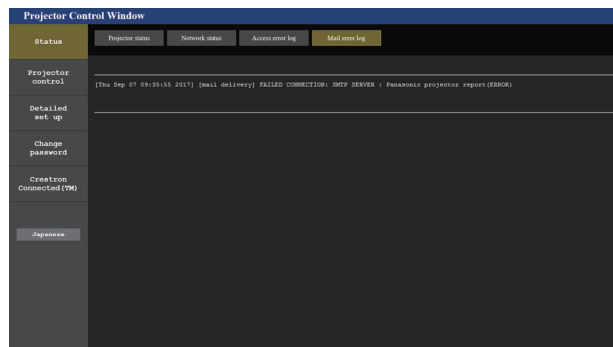 Projector Control Window
Status
Projector status
Network status
Access error log
Mail error log
Projector
control
[Thu Sep 07 09:35:55 2017] [mail delivery] FAILED CONNECTION: SMTP SERVER : Panasonic projector report(ERROR)
Detailed
set up
Change
password
Crestron
Connected(TM)
Japanese